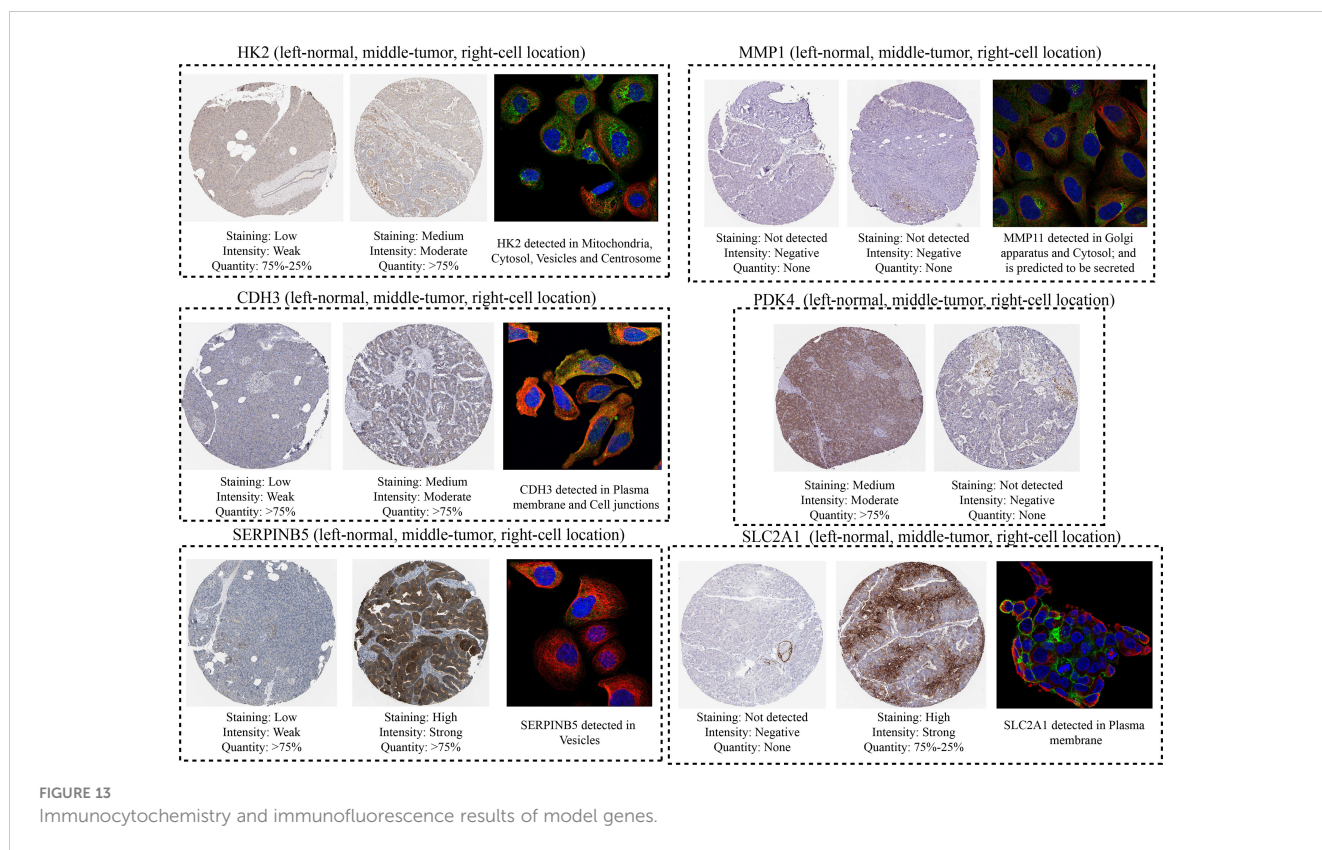 HK2 (left-normal, middle-tumor, right-cell location)
Staining: Low
Intensity: Weak
Quantity: 75%-25%
Staining: Medium
Intensity: Moderate
Quantity: >75%
HK2 detected in Mitochondria,
Cytosol, Vesicles and Centrosome
MMP1 (left-normal, middle-tumor, right-cell location)
Staining: Not detected
Intensity: Negative
Quantity: None
Staining: Not detected
Intensity: Negative
Quantity: None
MMP11 detected in Golgi
apparatus and Cytosol; and
is predicted to be secreted
CDH3 (left-normal, middle-tumor, right-cell location)
Staining: Low
Intensity: Weak
Quantity: >75%
Staining: Medium
Intensity: Moderate
Quantity: >75%
CDH3 detected in Plasma
membrane and Cell junctions
PDK4 (left-normal, middle-tumor, right-cell location)
Staining: Medium
Intensity: Moderate
Quantity: >75%
Staining: Not detected
Intensity: Negative
Quantity: None
SERPINB5 (left-normal, middle-tumor, right-cell location)
Staining: Low
Intensity: Weak
Quantity: >75%
Staining: High
Intensity: Strong
Quantity: >75%
SERPINB5 detected in
Vesicles
SLC2A1 (left-normal, middle-tumor, right-cell location)
Staining: Not detected
Intensity: Negative
Quantity: None
Staining: High
Intensity: Strong
Quantity: 75%-25%
SLC2A1 detected in Plasma
membrane
FIGURE 13
Immunocytochemistry and immunofluorescence results of model genes.